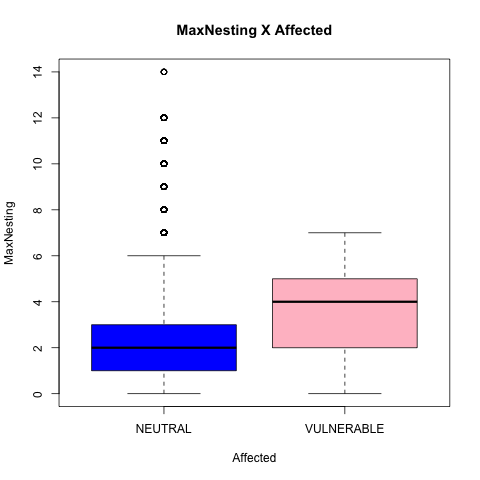 MaxNesting X Affected
MaxNesting
14
12
10
8
6
4
2
0
NEUTRAL
VULNERABLE
Affected